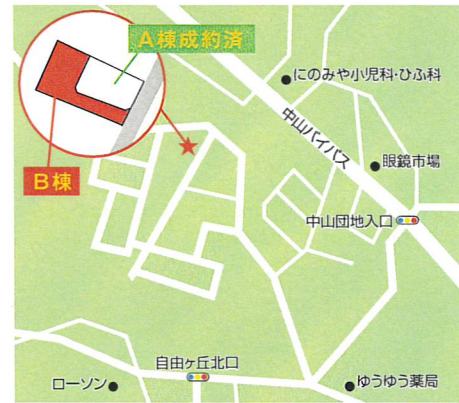 A棟成約済
B棟
にのみや小児科・ひふ科
中山バイパス
眼鏡市場
中山団地入口
自由ヶ丘北口
ローソン
ゆうゆう薬局